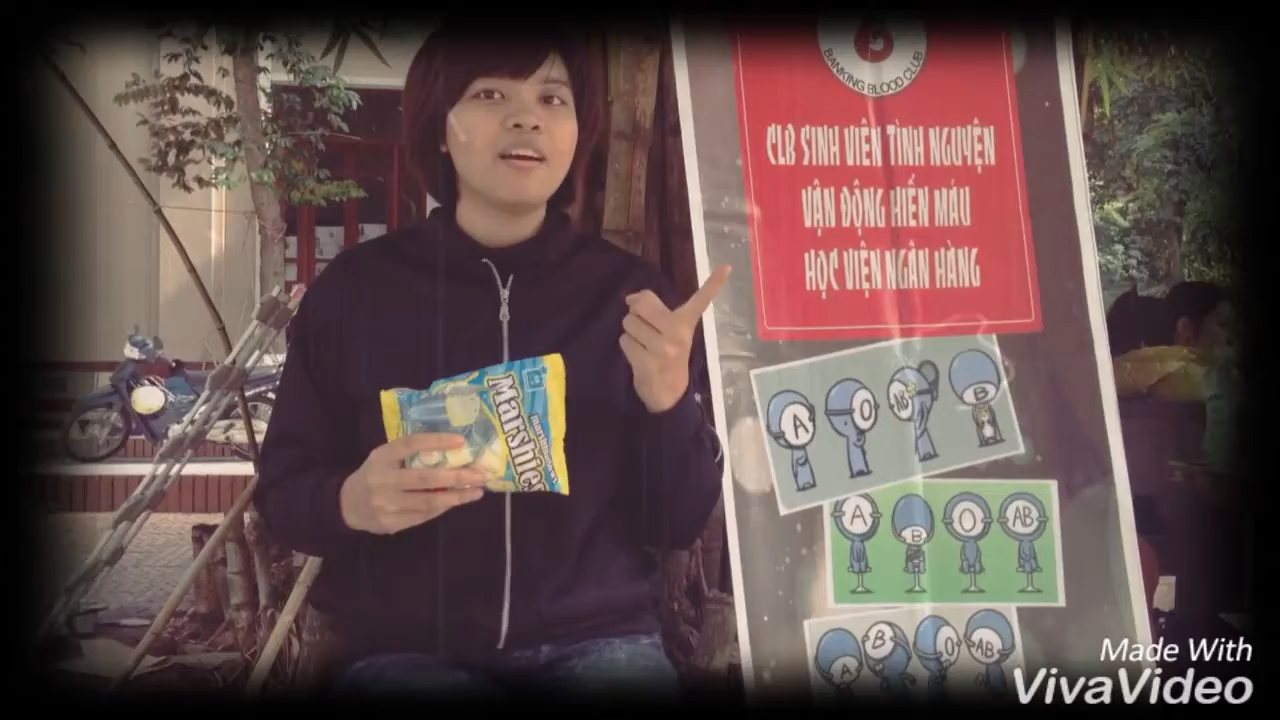 BANKING BLOOD CLUB
CLB SINH VIÊN TÌNH NGUYỆN
VẬN ĐỘNG HIẾN MÁU
HỌC VIỆN NGÂN HÀNG
Marshies
A
O
AB
B
A
B
O
AB
A
B
O
AB
Made With
VivaVideo